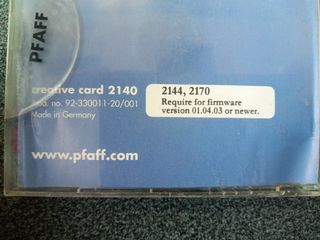 PFAFF
creative card 2140
2144, 2170
prod. no. 92-330011-20/001
Require for firmware
Made in Germany
version 01.04.03 or newer.
www.pfaff.com